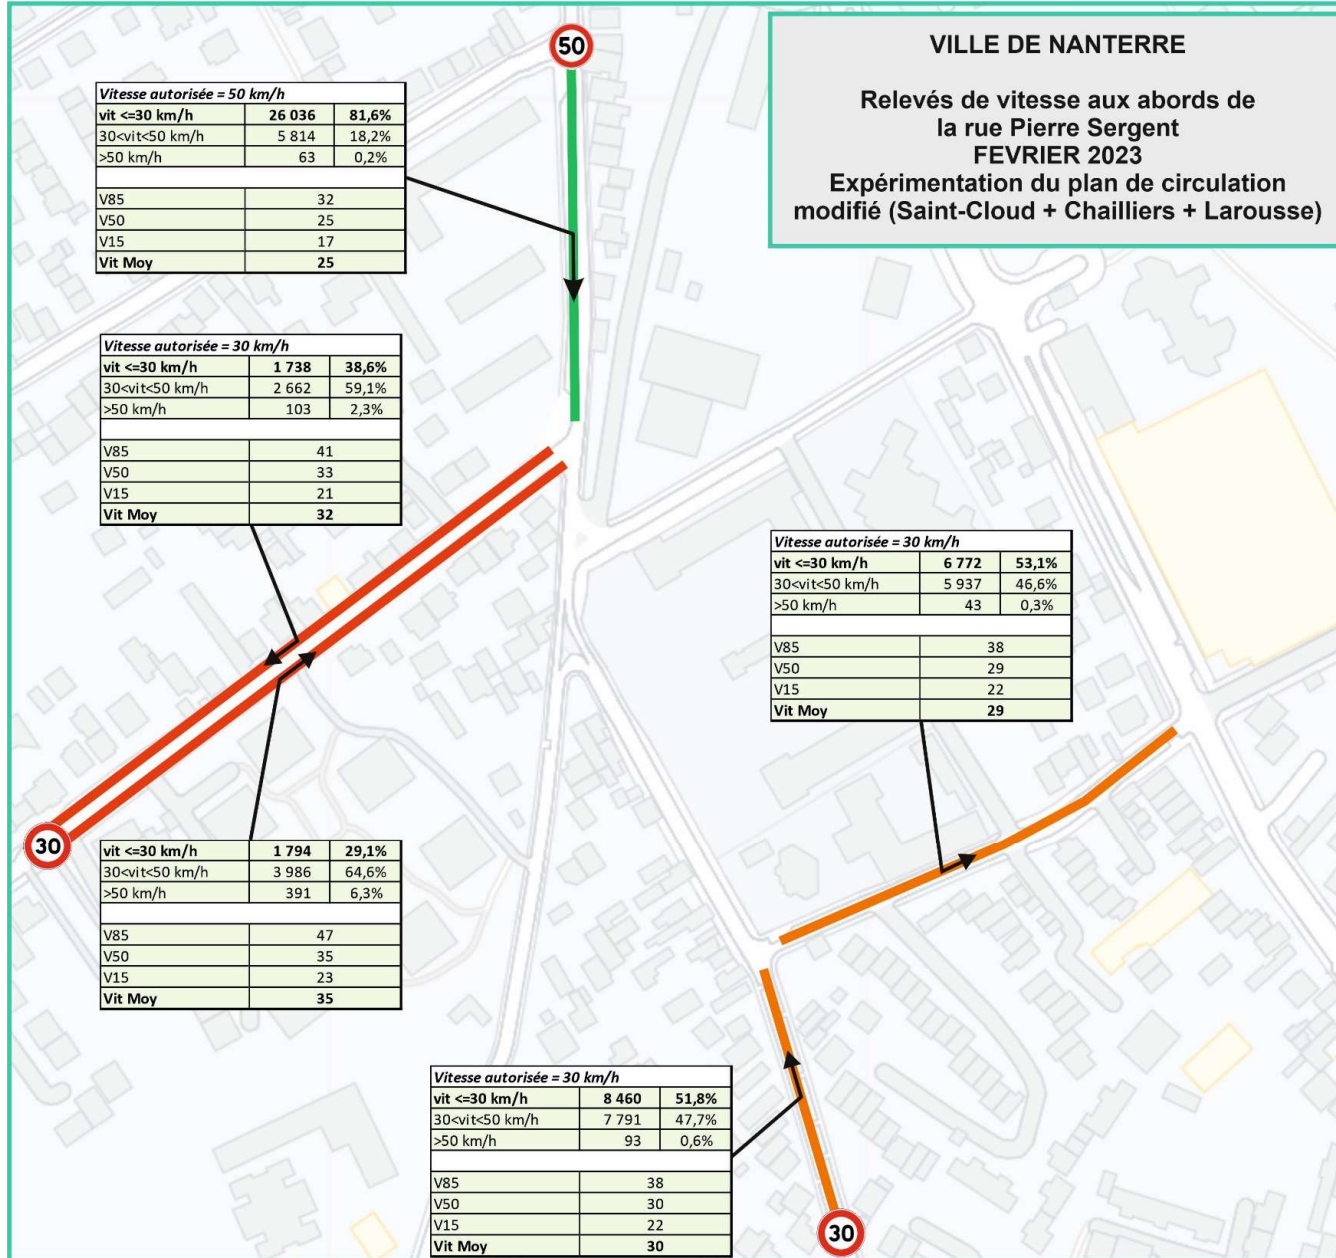 VILLE DE NANTERRE
Relevés de vitesse aux abords de
la rue Pierre Sergent
FEVRIER 2023
Expérimentation du plan de circulation
modifié (Saint-Cloud + Chailliers + Larousse)
50
Vitesse autorisée = 50 km/h
vit <=30 km/h 26 036 81,6%
30<vit<50 km/h 5 814 18,2%
>50 km/h 63 0,2%
V85 32
V50 25
V15 17
Vit Moy 25
Vitesse autorisée = 30 km/h
vit <=30 km/h 1 738 38,6%
30<vit<50 km/h 2 662 59,1%
>50 km/h 103 2,3%
V85 41
V50 33
V15 21
Vit Moy 32
Vitesse autorisée = 30 km/h
vit <=30 km/h 6 772 53,1%
30<vit<50 km/h 5 937 46,6%
>50 km/h 43 0,3%
V85 38
V50 29
V15 22
Vit Moy 29
30
vit <=30 km/h 1 794 29,1%
30<vit<50 km/h 3 986 64,6%
>50 km/h 391 6,3%
V85 47
V50 35
V15 23
Vit Moy 35
Vitesse autorisée = 30 km/h
vit <=30 km/h 8 460 51,8%
30<vit<50 km/h 7 791 47,7%
>50 km/h 93 0,6%
V85 38
V50 30
V15 22
Vit Moy 30
30